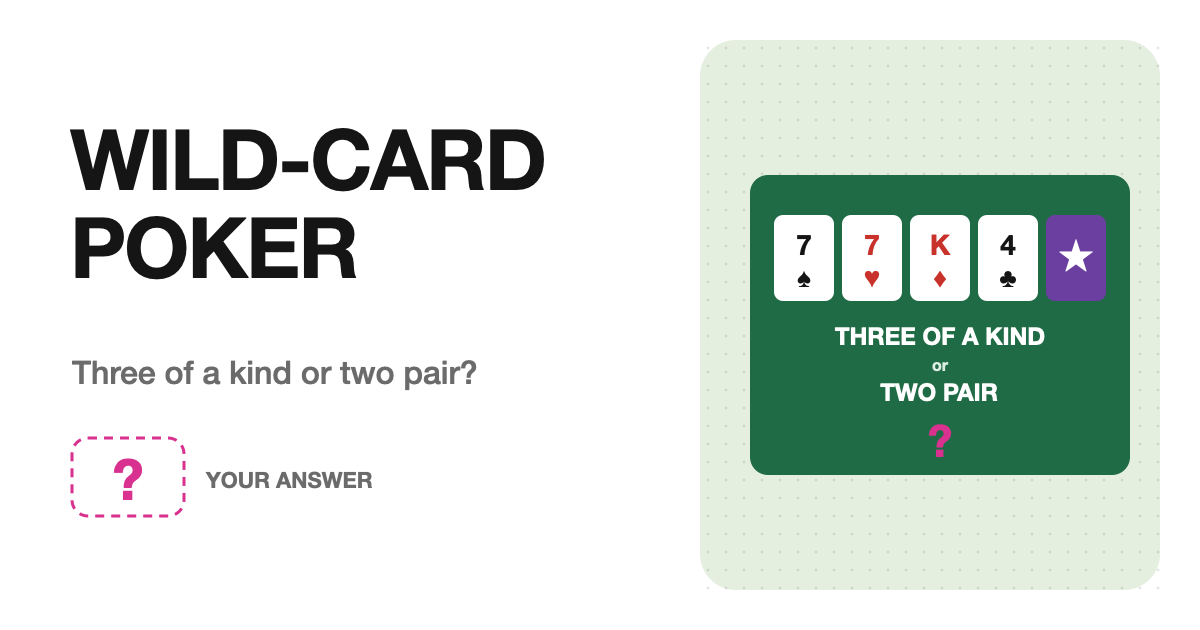 WILD-CARD
POKER
Three of a kind or two pair?
?
YOUR ANSWER
7 7 K 4 ★
♠ ♥ ♦ ♣
THREE OF A KIND
or
TWO PAIR
?